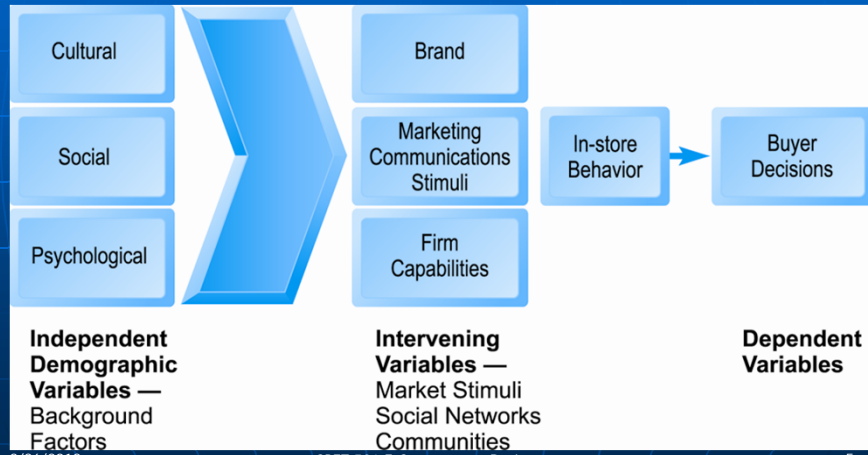 Cultural
Brand
Social
Marketing
Communications
Stimuli
In-store
Behavior
Buyer
Decisions
Psychological
Firm
Capabilities
Independent
Demographic
Variables —
Background
Factors
Intervening
Variables —
Market Stimuli
Social Networks
Communities
Dependent
Variables